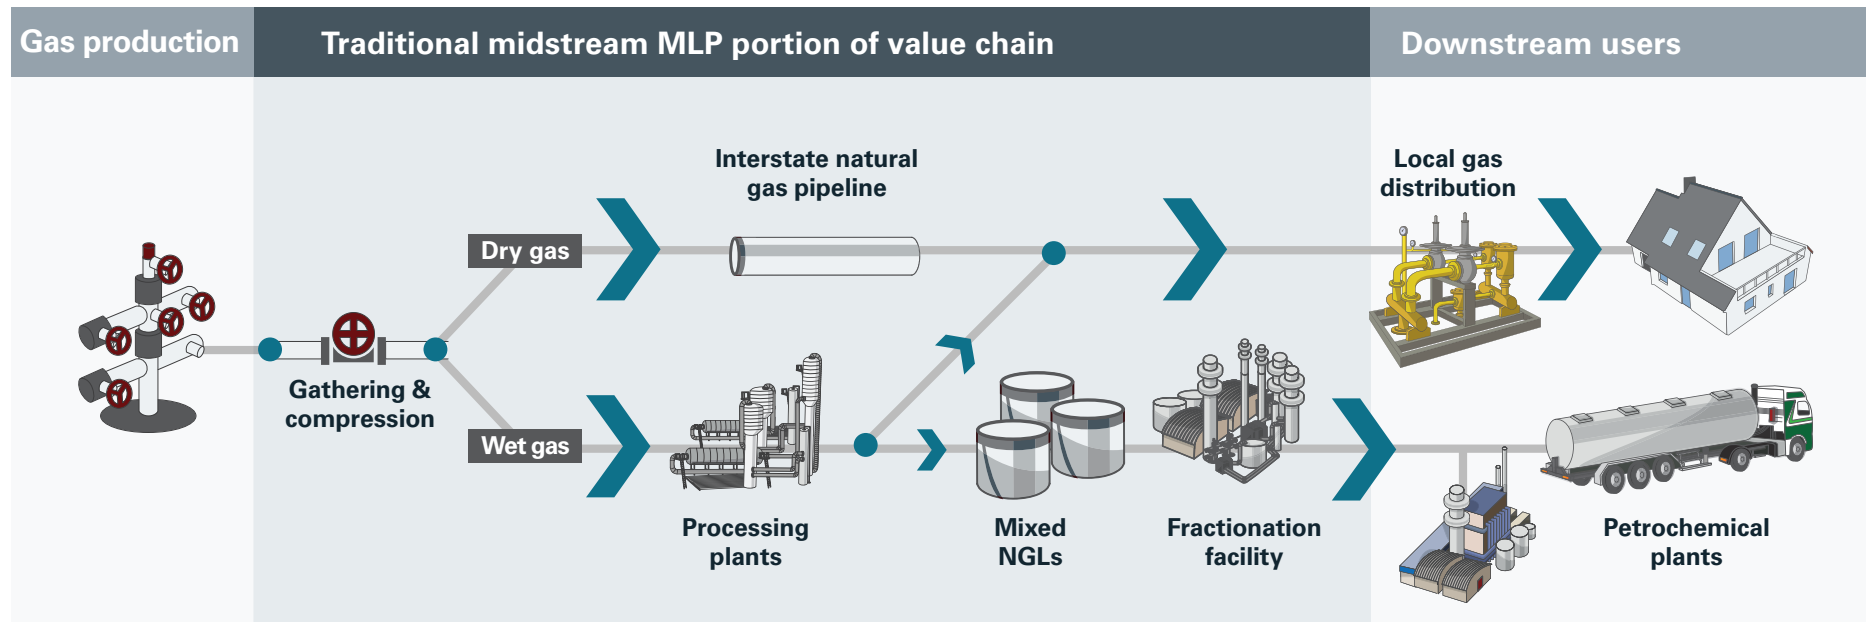 Gas production
Traditional midstream MLP portion of value chain
Downstream users
Interstate natural
gas pipeline
Local gas
distribution
Dry gas
Gathering &
compression
Wet gas
Processing
plants
Mixed
NGLs
Fractionation
facility
Petrochemical
plants